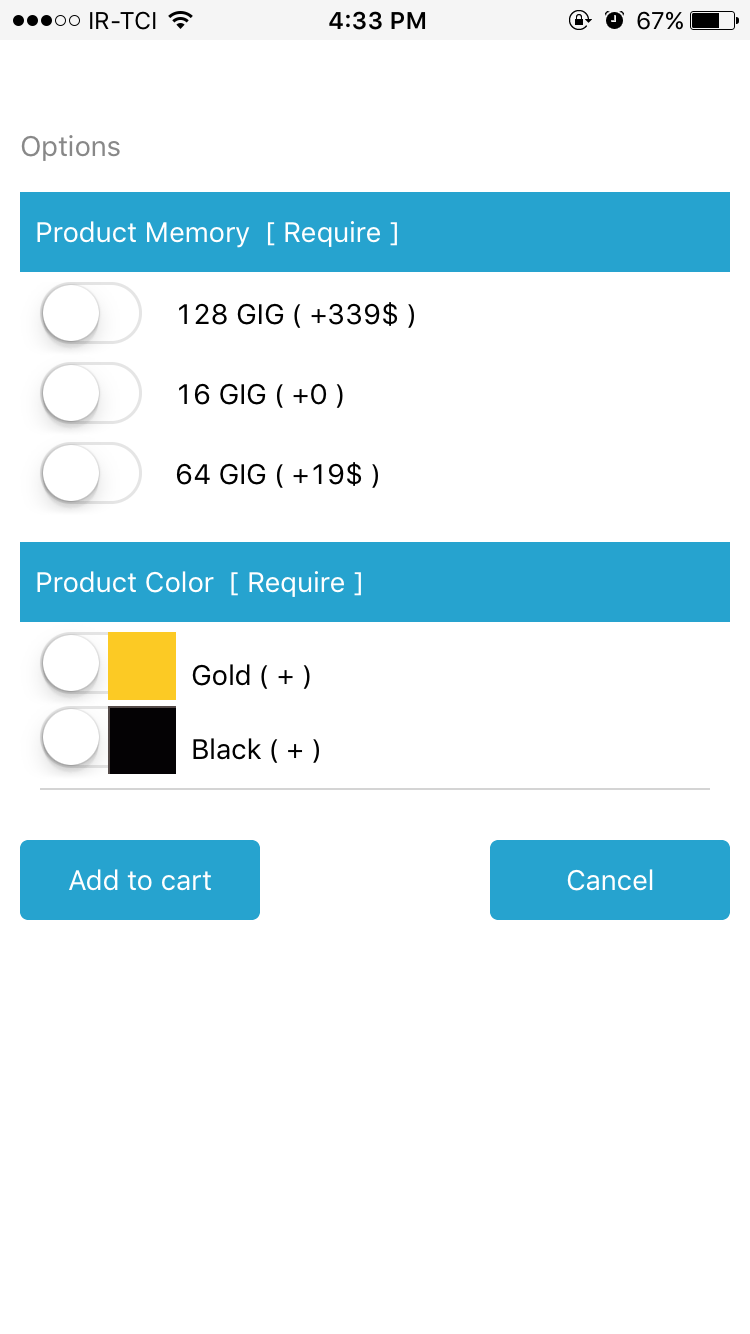 IR-TCI 4:33 PM 67%
Options
Product Memory [ Require ]
128 GIG ( +339$ )
16 GIG ( +0 )
64 GIG ( +19$ )
Product Color [ Require ]
Gold ( + )
Black ( + )
Add to cart Cancel